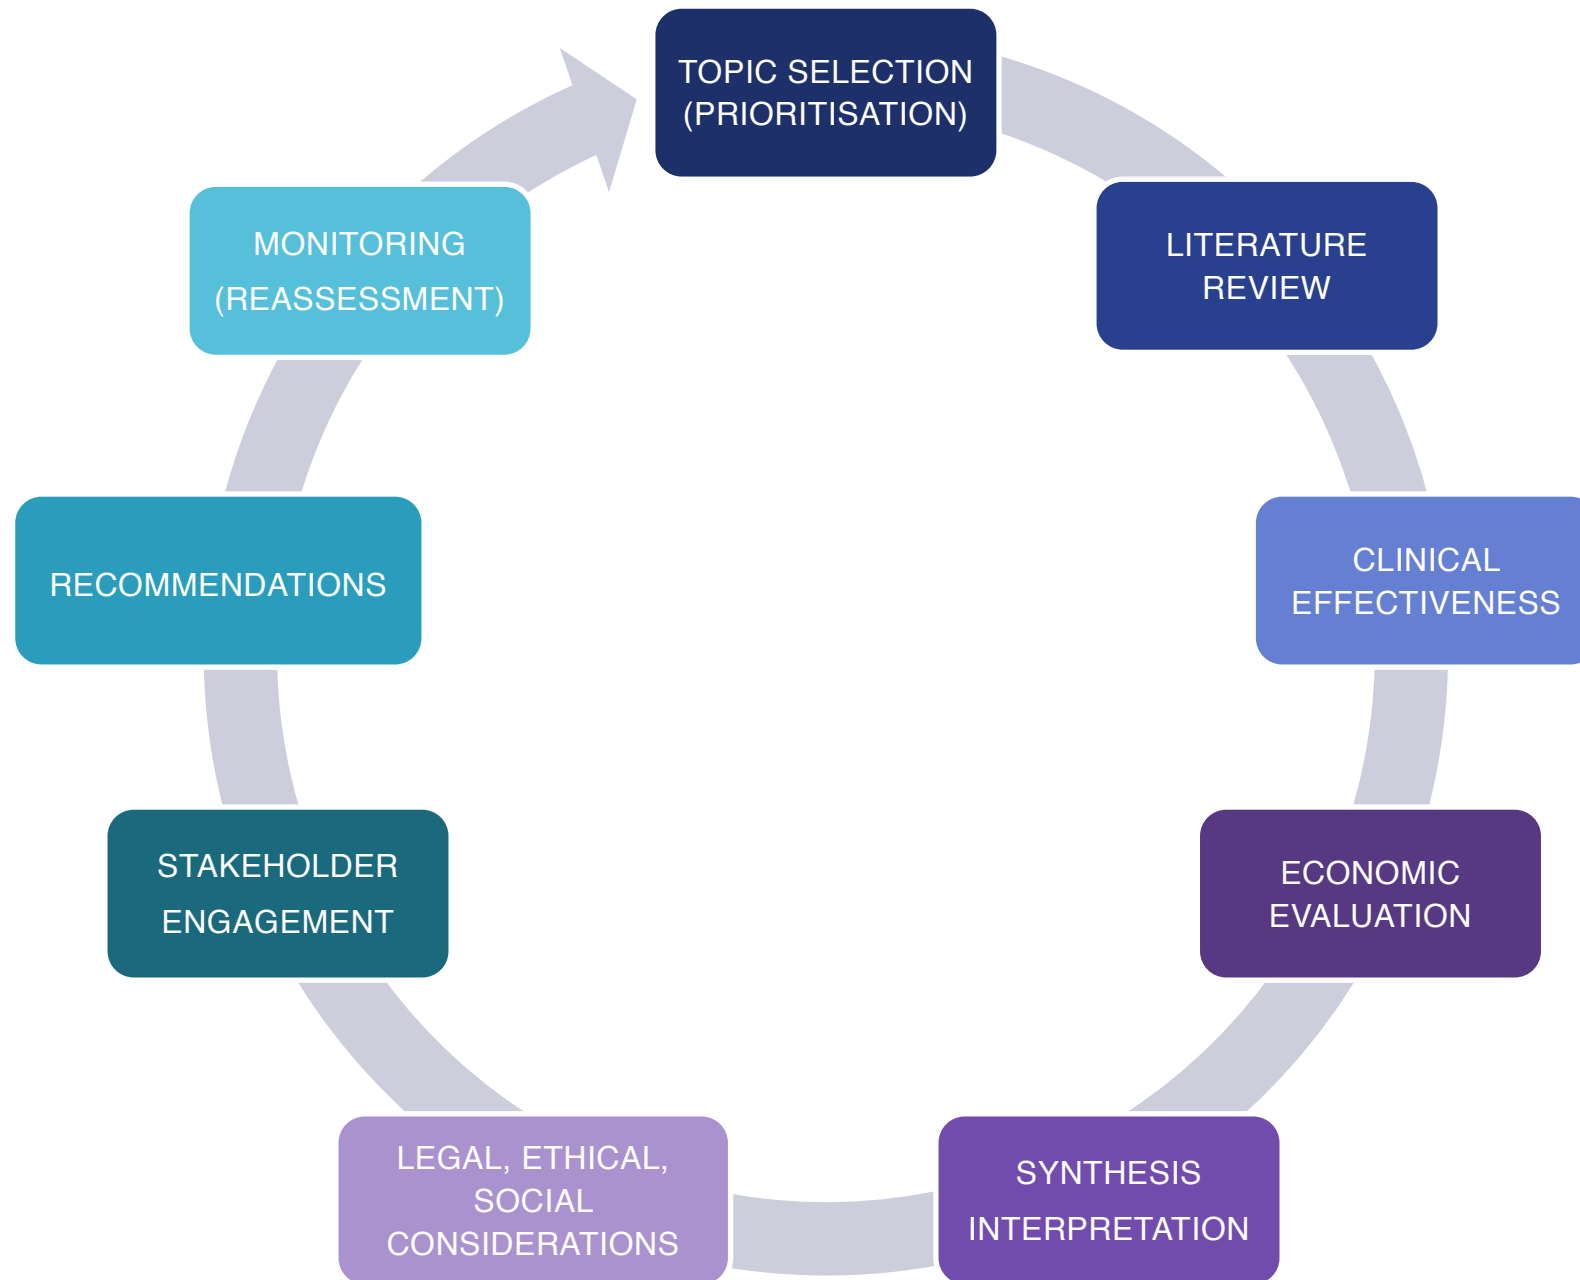 TOPIC SELECTION
(PRIORITISATION)
LITERATURE
REVIEW
CLINICAL
EFFECTIVENESS
ECONOMIC
EVALUATION
SYNTHESIS
INTERPRETATION
LEGAL, ETHICAL,
SOCIAL
CONSIDERATIONS
STAKEHOLDER
ENGAGEMENT
RECOMMENDATIONS
MONITORING
(REASSESSMENT)